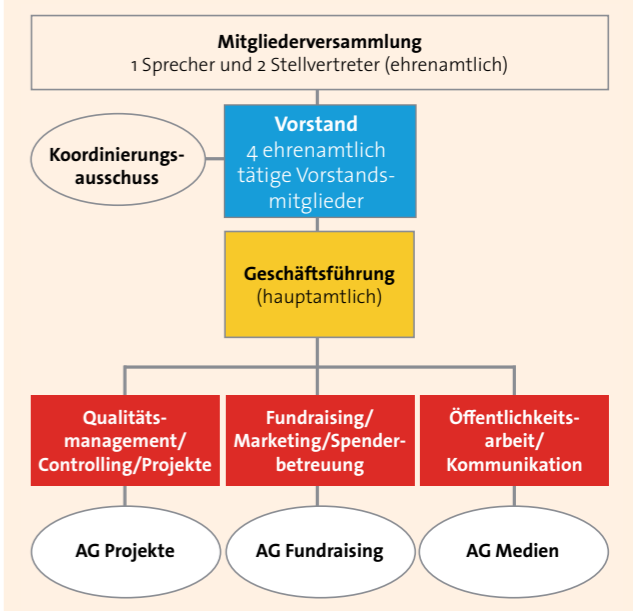 Mitgliederversammlung
1 Sprecher und 2 Stellvertreter (ehrenamtlich)
Vorstand
4 ehrenamtlich
tätige Vorstands-
mitglieder
Koordinierungs-
ausschuss
Geschäftsführung
(hauptamtlich)
Qualitäts-
management/
Controlling/Projekte
Fundraising/
Marketing/Spender-
betreuung
Öffentlichkeits-
arbeit/
Kommunikation
AG Projekte
AG Fundraising
AG Medien